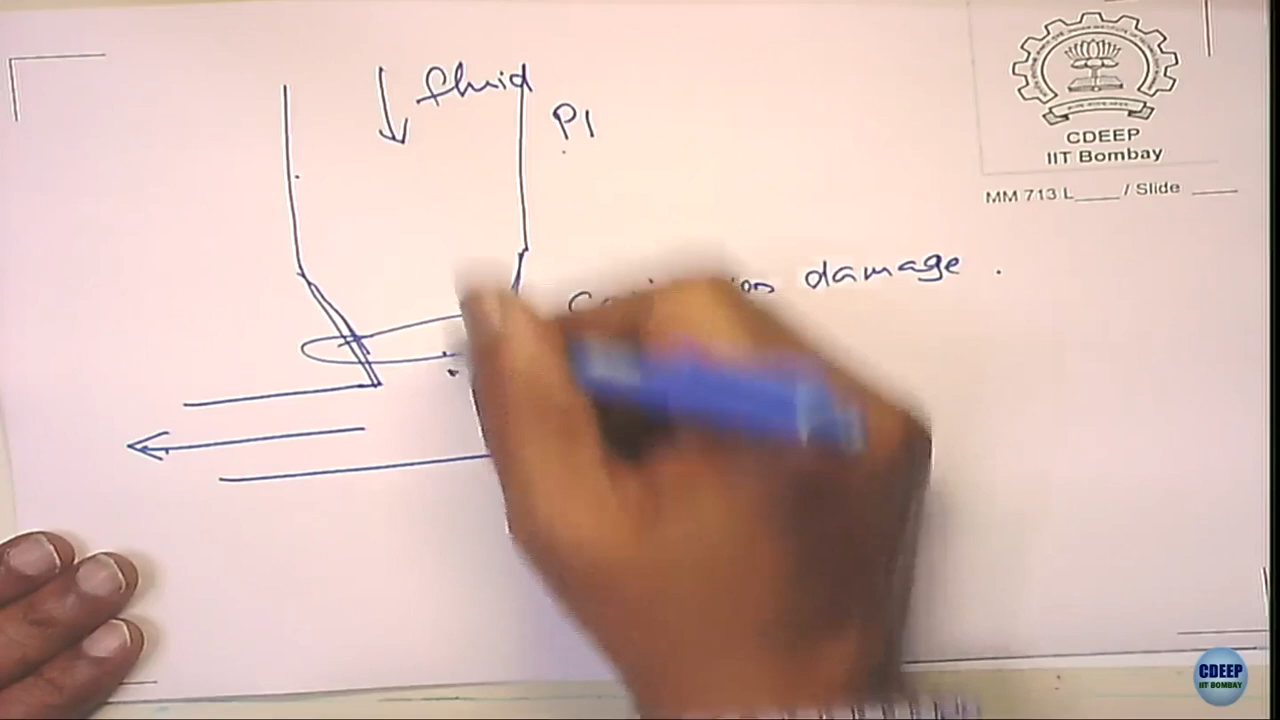 fluid
P1
damage.
CDEEP
IIT Bombay
MM 713 L____ / Slide ____
CDEEP
IIT BOMBAY